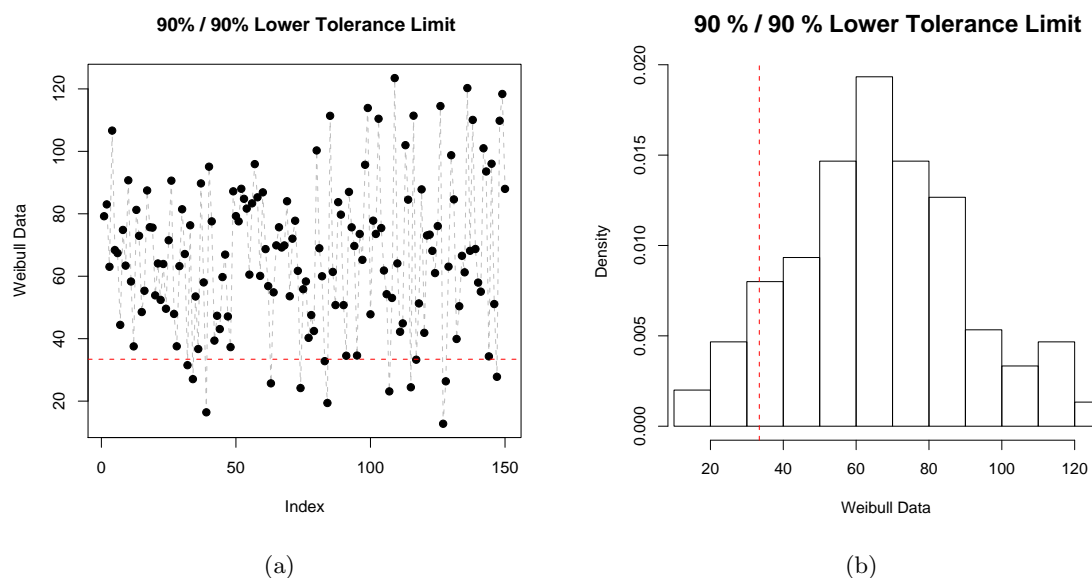 90% / 90% Lower Tolerance Limit
120
100
80
60
40
20
Weibull Data
0
50
100
150
Index
(a)
90 % / 90 % Lower Tolerance Limit
0.020
0.015
0.010
0.005
0.000
Density
20
40
60
80
100
120
Weibull Data
(b)